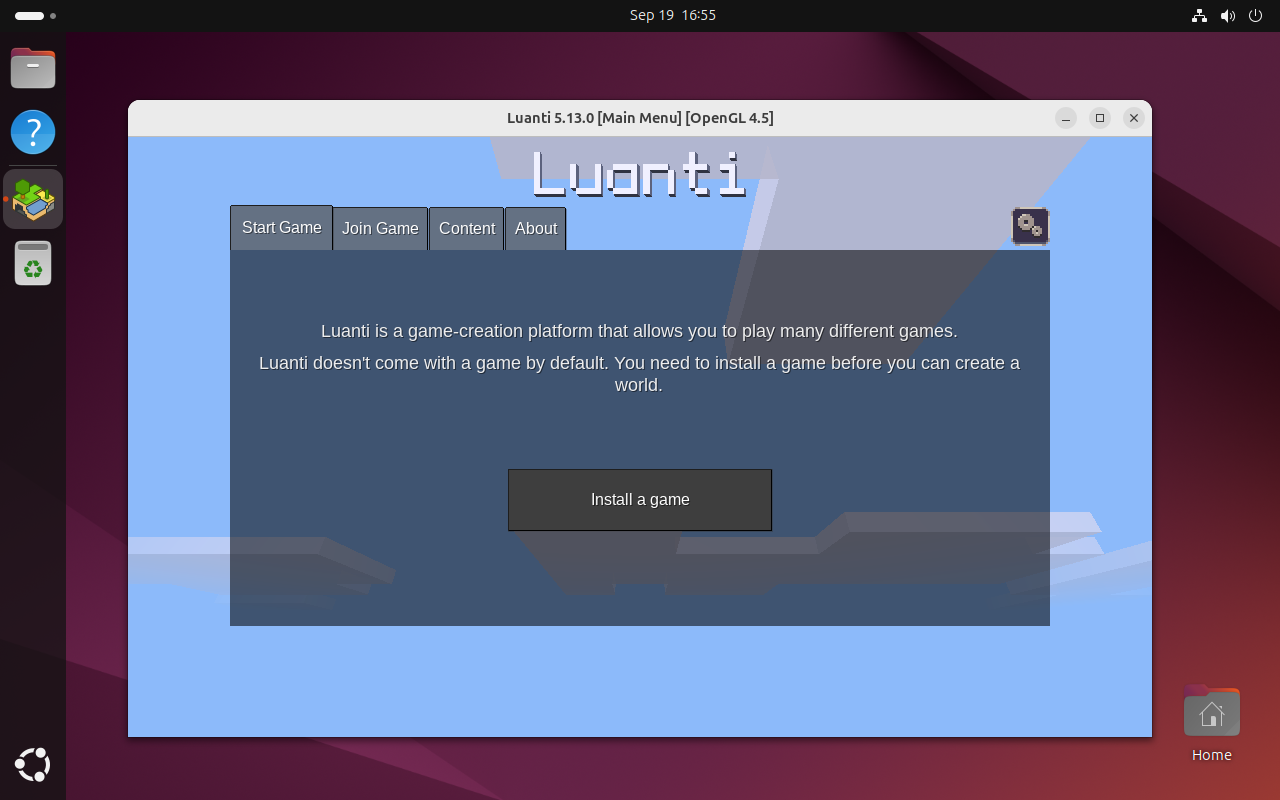 Sep 19 16:55
Luanti 5.13.0 [Main Menu] [OpenGL 4.5]
Luanti
Start Game
Join Game
Content
About
Luanti is a game-creation platform that allows you to play many different games.
Luanti doesn't come with a game by default. You need to install a game before you can create a
world.
Install a game
Home